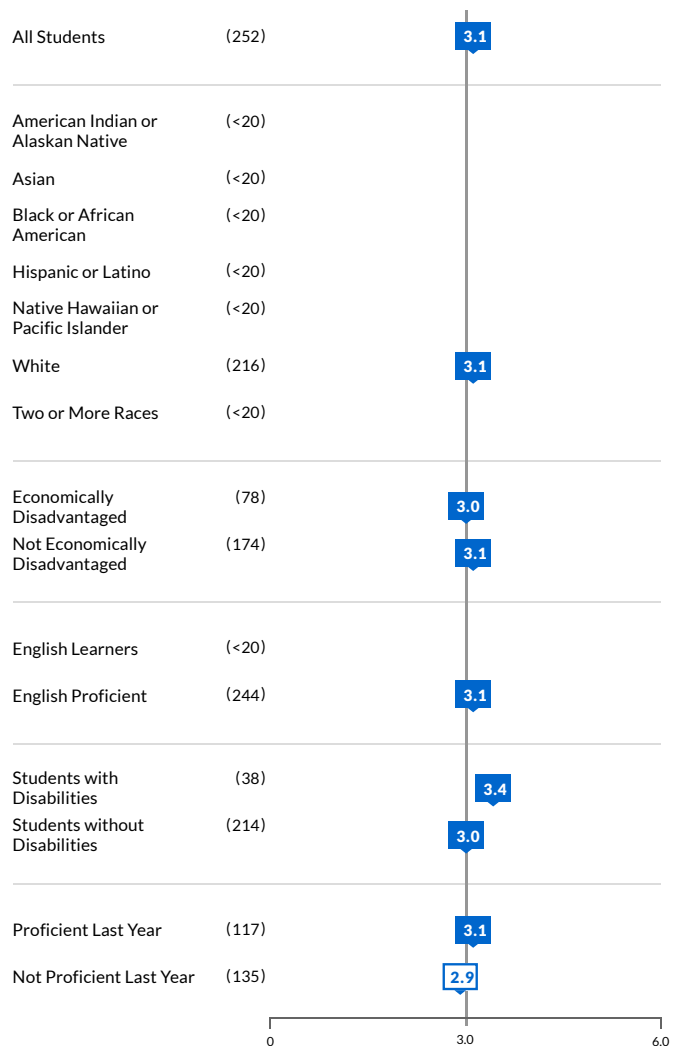 All Students (252) 3.1
American Indian or (<20)
Alaskan Native
Asian (<20)
Black or African (<20)
American
Hispanic or Latino (<20)
Native Hawaiian or (<20)
Pacific Islander
White (216) 3.1
Two or More Races (<20)
Economically (78) 3.0
Disadvantaged
Not Economically (174) 3.1
Disadvantaged
English Learners (<20)
English Proficient (244) 3.1
Students with (38) 3.4
Disabilities
Students without (214) 3.0
Disabilities
Proficient Last Year (117) 3.1
Not Proficient Last Year (135) 2.9
0 3.0 6.0